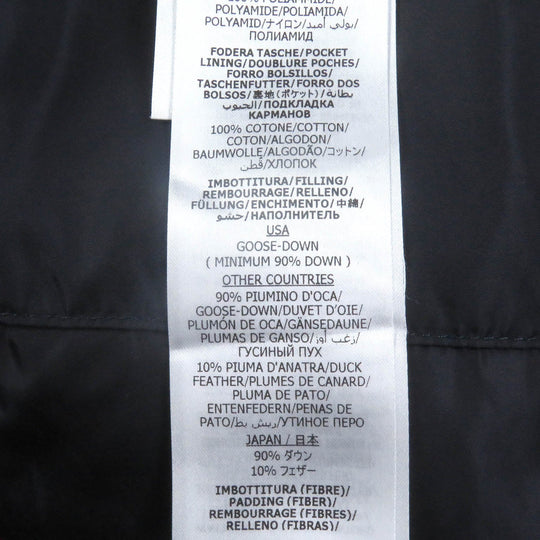 100% POLIAMMIDE/
POLYAMIDE/POLIAMIDA/
POLYAMID/ナイロン/بولي أميد/
ПОЛИАМИД
FODERA TASCHE/POCKET
LINING/DOUBLURE POCHES/
FORRO BOLSILLOS/
TASCHENFUTTER/FORRO DOS
BOLSOS/裏地(ポケット)/بطانة
الجيوب/ПОДКЛАДКА
КАРМАНОВ
100% COTONE/COTTON/
COTON/ALGODON/
BAUMWOLLE/ALGODÃO/コットン/
قطن/ХЛОПОК
IMBOTTITURA/FILLING/
REMBOURRAGE/RELLENO/
FÜLLUNG/ENCHIMENTO/中綿/
حشو/НАПОЛНИТЕЛЬ
USA
GOOSE-DOWN
( MINIMUM 90% DOWN )
OTHER COUNTRIES
90% PIUMINO D'OCA/
GOOSE-DOWN/DUVET D'OIE/
PLUMÓN DE OCA/GÄNSEDAUNE/
PLUMAS DE GANSO/زغب أوز/
ГУСИНЫЙ ПУХ
10% PIUMA D'ANATRA/DUCK
FEATHER/PLUMES DE CANARD/
PLUMA DE PATO/
ENTENFEDERN/PENAS DE
PATO/ريش بط/УТИНОЕ ПЕРО
JAPAN / 日本
90% ダウン
10% フェザー
IMBOTTITURA (FIBRE)/
PADDING (FIBER)/
REMBOURRAGE (FIBRES)/
RELLENO (FIBRAS)/